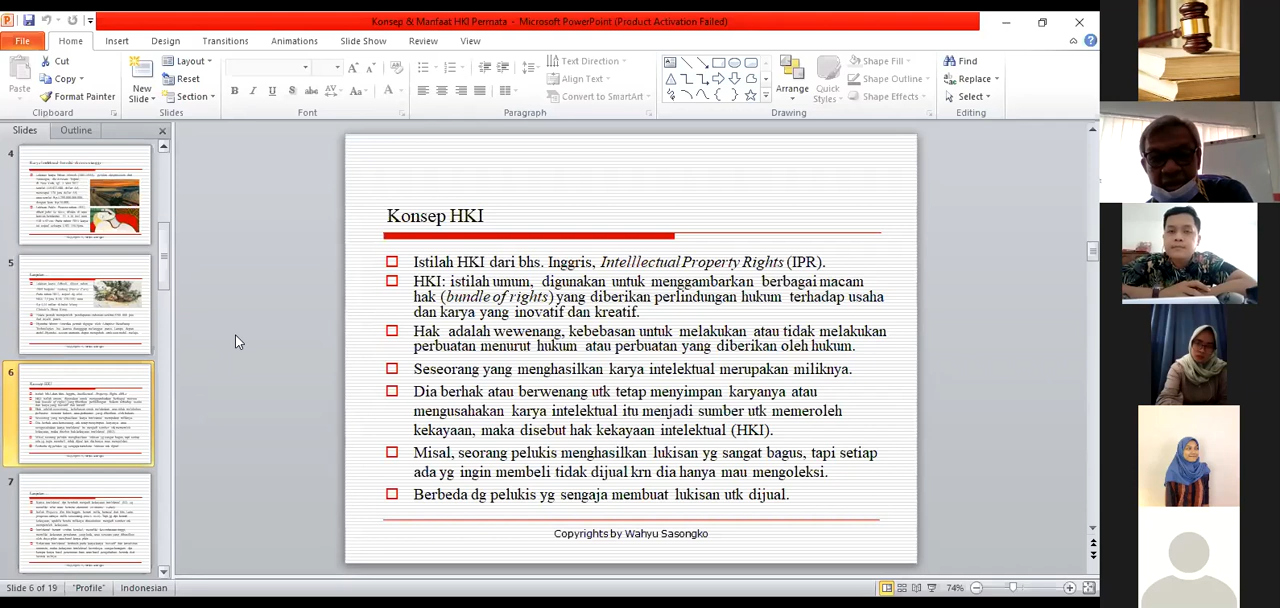 Konsep & Manfaat HKI Permata - Microsoft PowerPoint (Product Activation Failed)
File Home Insert Design Transitions Animations Slide Show Review View
Cut
Copy
Format Painter
Paste
Clipboard
New
Slide
Layout
Reset
Section
Slides
Font
Text Direction
Align Text
Convert to SmartArt
Paragraph
Arrange
Quick
Styles
Shape Fill
Shape Outline
Shape Effects
Drawing
Find
Replace
Select
Editing
Slides Outline
4
5
6
7
Konsep HKI
Istilah HKI dari bhs. Inggris, Intelllectual Property Rights (IPR).
HKI: istilah umum, digunakan untuk menggambarkan berbagai macam
hak (bundle of rights) yang diberikan perlindungan hukum terhadap usaha
dan karya yang inovatif dan kreatif.
Hak adalah wewenang, kebebasan untuk melakukan atau tidak melakukan
perbuatan menurut hukum atau perbuatan yang diberikan oleh hukum.
Seseorang yang menghasilkan karya intelektual merupakan miliknya.
Dia berhak atau berwenang utk tetap menyimpan karyanya atau
mengusahakan karya intelektual itu menjadi sumber utk memeroleh
kekayaan, maka disebut hak kekayaan intelektual (HKI).
Misal, seorang pelukis menghasilkan lukisan yg sangat bagus, tapi setiap
ada yg ingin membeli tidak dijual krn dia hanya mau mengoleksi.
Berbeda dg pelukis yg sengaja membuat lukisan utk dijual.
Copyrights by Wahyu Sasongko
Slide 6 of 19 "Profile" Indonesian 74%